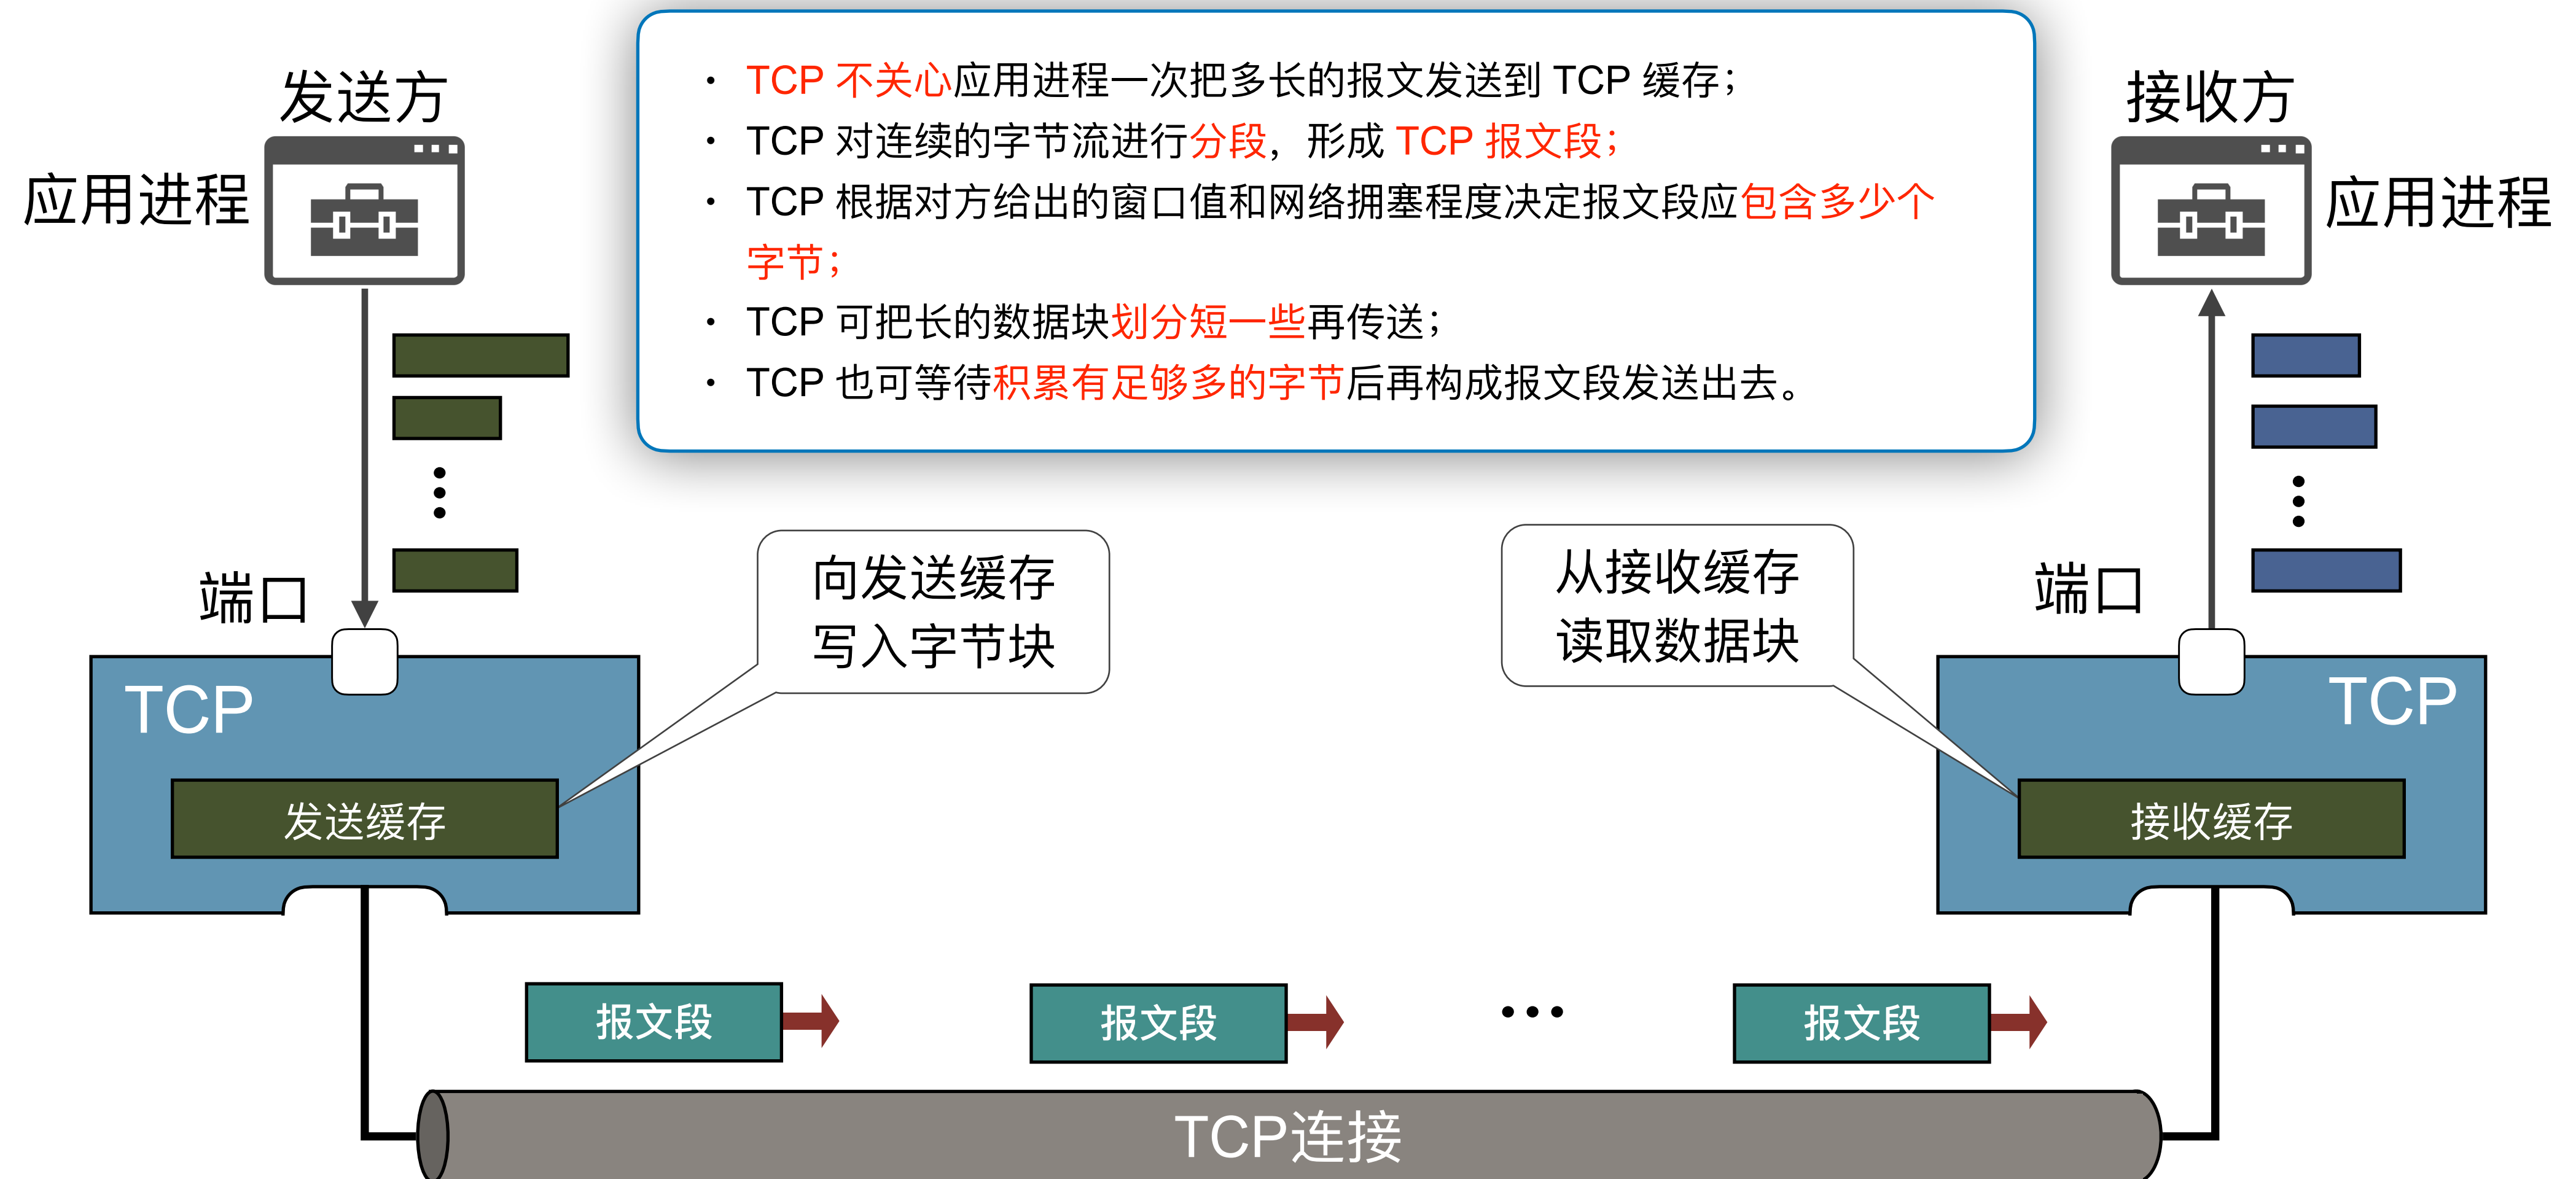 • TCP 不关心应用进程一次把多长的报文发送到 TCP 缓存；
• TCP 对连续的字节流进行分段，形成 TCP 报文段；
• TCP 根据对方给出的窗口值和网络拥塞程度决定报文段应包含多少个
字节；
• TCP 可把长的数据块划分短一些再传送；
• TCP 也可等待积累有足够多的字节后再构成报文段发送出去。
发送方
应用进程
接收方
应用进程
端口
向发送缓存
写入字节块
从接收缓存
读取数据块
端口
TCP
发送缓存
TCP
接收缓存
报文段
报文段
报文段
TCP连接